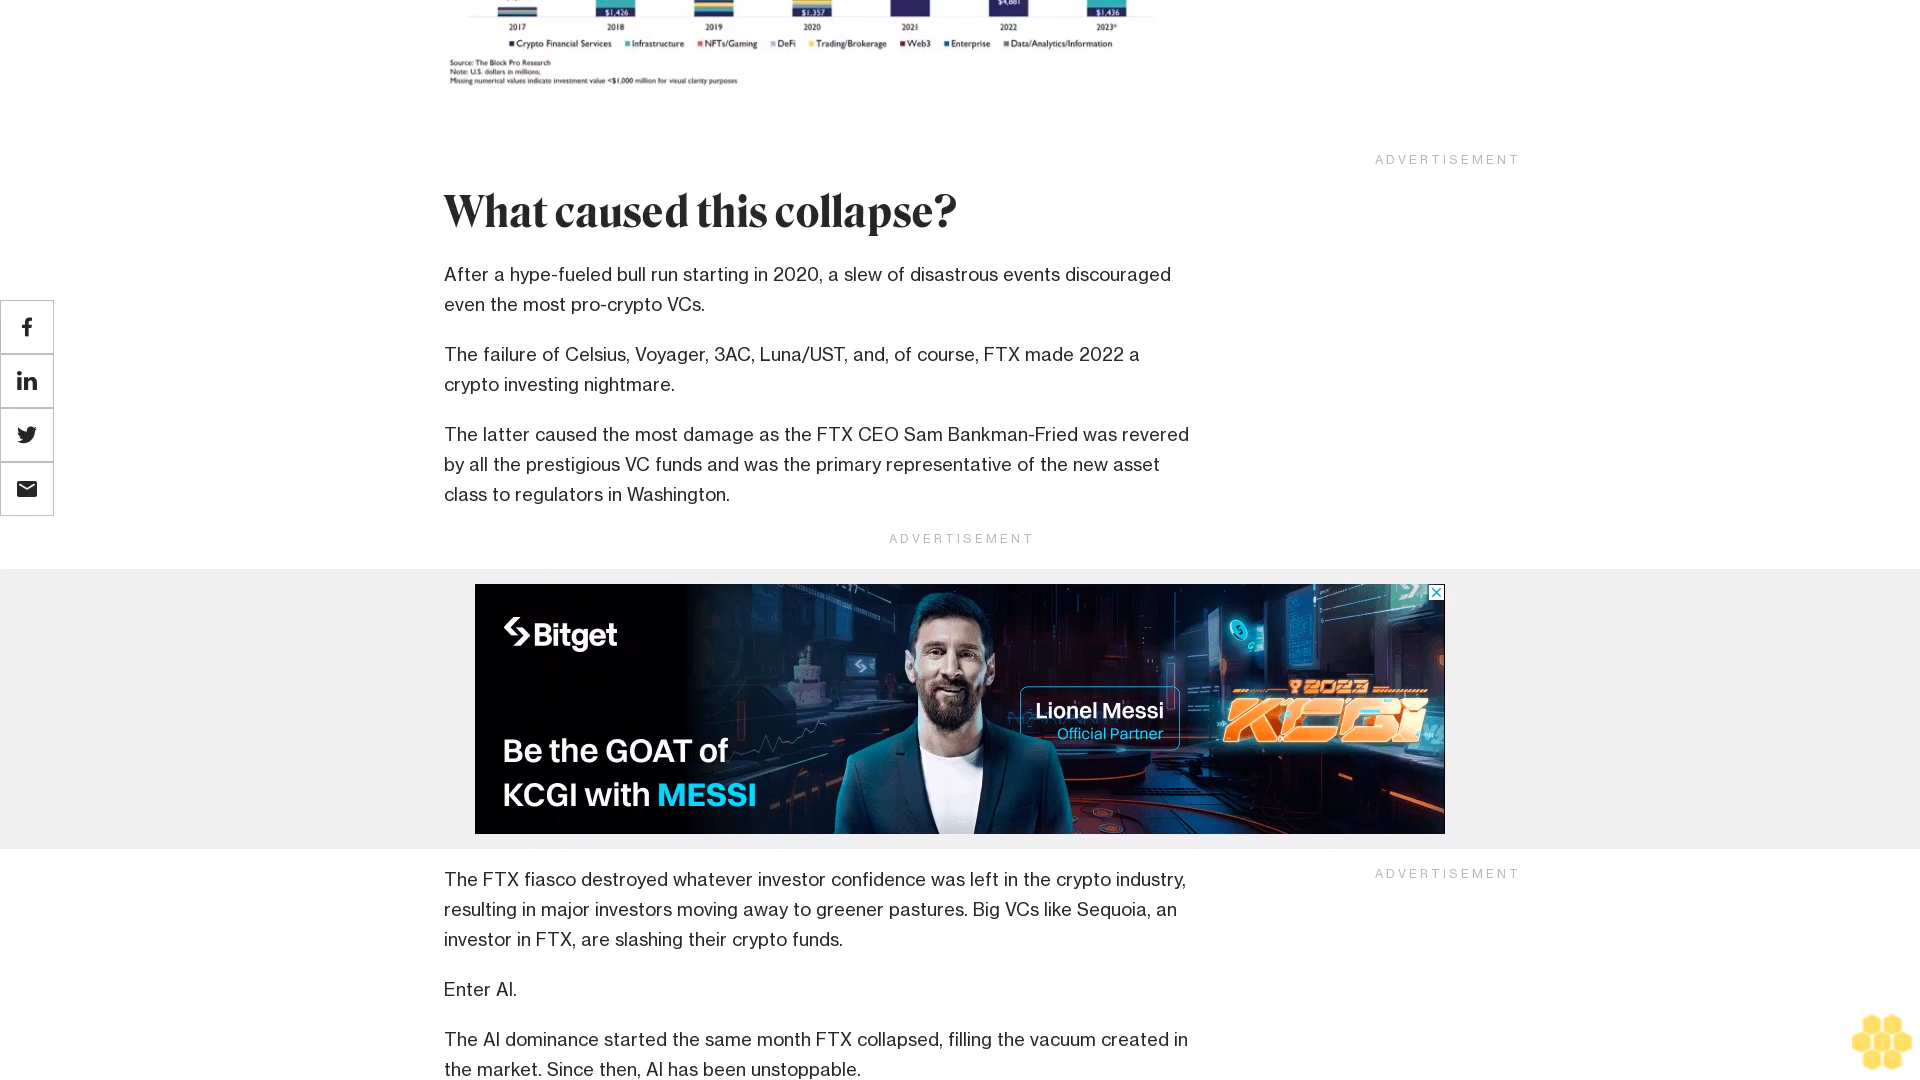 $4,881
$1,426
$1,357
$1,436
2017
2018
2019
2020
2021
2022
2023*
Crypto Financial Services
Infrastructure
NFTs/Gaming
DeFi
Trading/Brokerage
Web3
Enterprise
Data/Analytics/Information
Source: The Block Pro Research
Note: U.S. dollars in millions;
Missing numerical values indicate investment value <$1,000 million for visual clarity purposes
ADVERTISEMENT
What caused this collapse?
After a hype-fueled bull run starting in 2020, a slew of disastrous events discouraged
even the most pro-crypto VCs.
The failure of Celsius, Voyager, 3AC, Luna/UST, and, of course, FTX made 2022 a
crypto investing nightmare.
The latter caused the most damage as the FTX CEO Sam Bankman-Fried was revered
by all the prestigious VC funds and was the primary representative of the new asset
class to regulators in Washington.
ADVERTISEMENT
Bitget
Be the GOAT of
KCGI with MESSI
Lionel Messi
Official Partner
2023
KCGI
The FTX fiasco destroyed whatever investor confidence was left in the crypto industry,
resulting in major investors moving away to greener pastures. Big VCs like Sequoia, an
investor in FTX, are slashing their crypto funds.
ADVERTISEMENT
Enter AI.
The AI dominance started the same month FTX collapsed, filling the vacuum created in
the market. Since then, AI has been unstoppable.